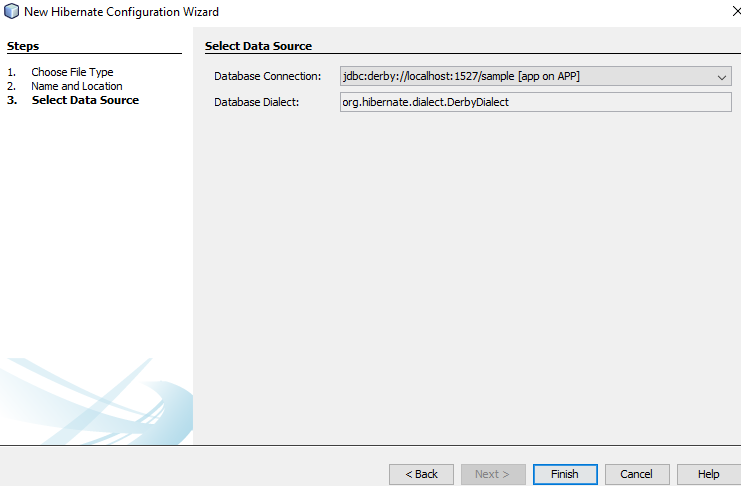 New Hibernate Configuration Wizard
Steps
1. Choose File Type
2. Name and Location
3. Select Data Source
Select Data Source
Database Connection: jdbc:derby://localhost:1527/sample [app on APP]
Database Dialect: org.hibernate.dialect.DerbyDialect
< Back Next > Finish Cancel Help